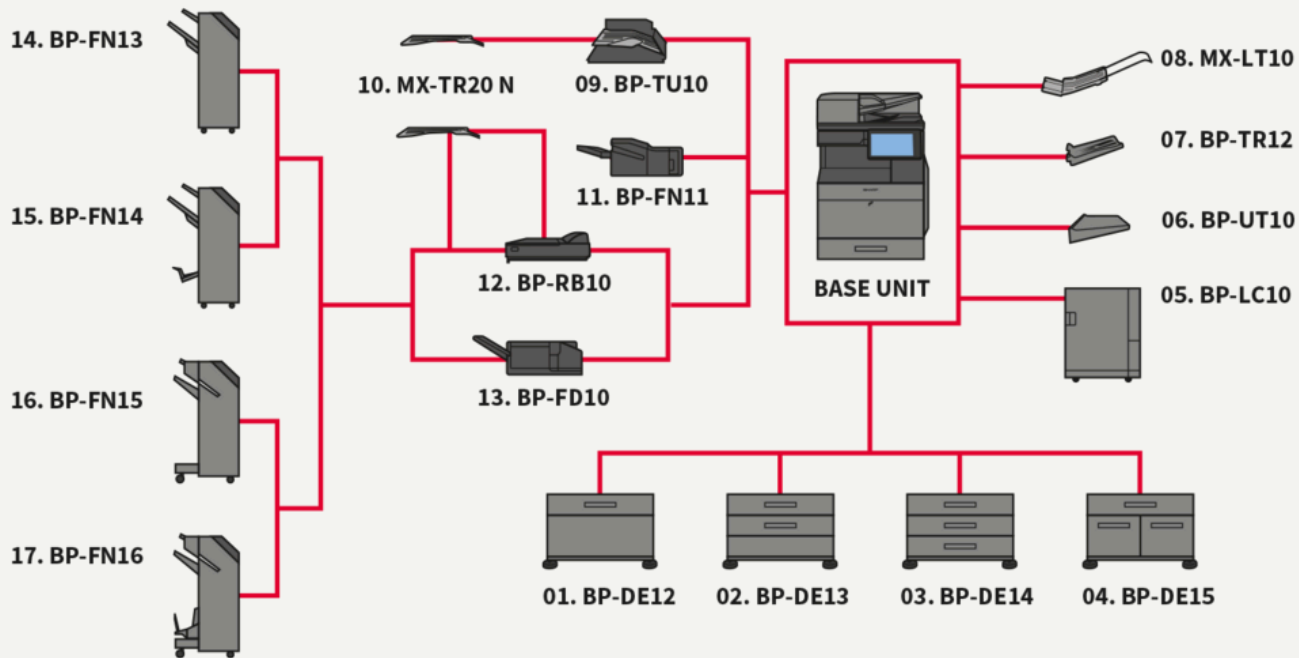 14. BP-FN13
10. MX-TR20 N
09. BP-TU10
08. MX-LT10
07. BP-TR12
15. BP-FN14
11. BP-FN11
06. BP-UT10
12. BP-RB10
BASE UNIT
05. BP-LC10
16. BP-FN15
13. BP-FD10
17. BP-FN16
01. BP-DE12
02. BP-DE13
03. BP-DE14
04. BP-DE15